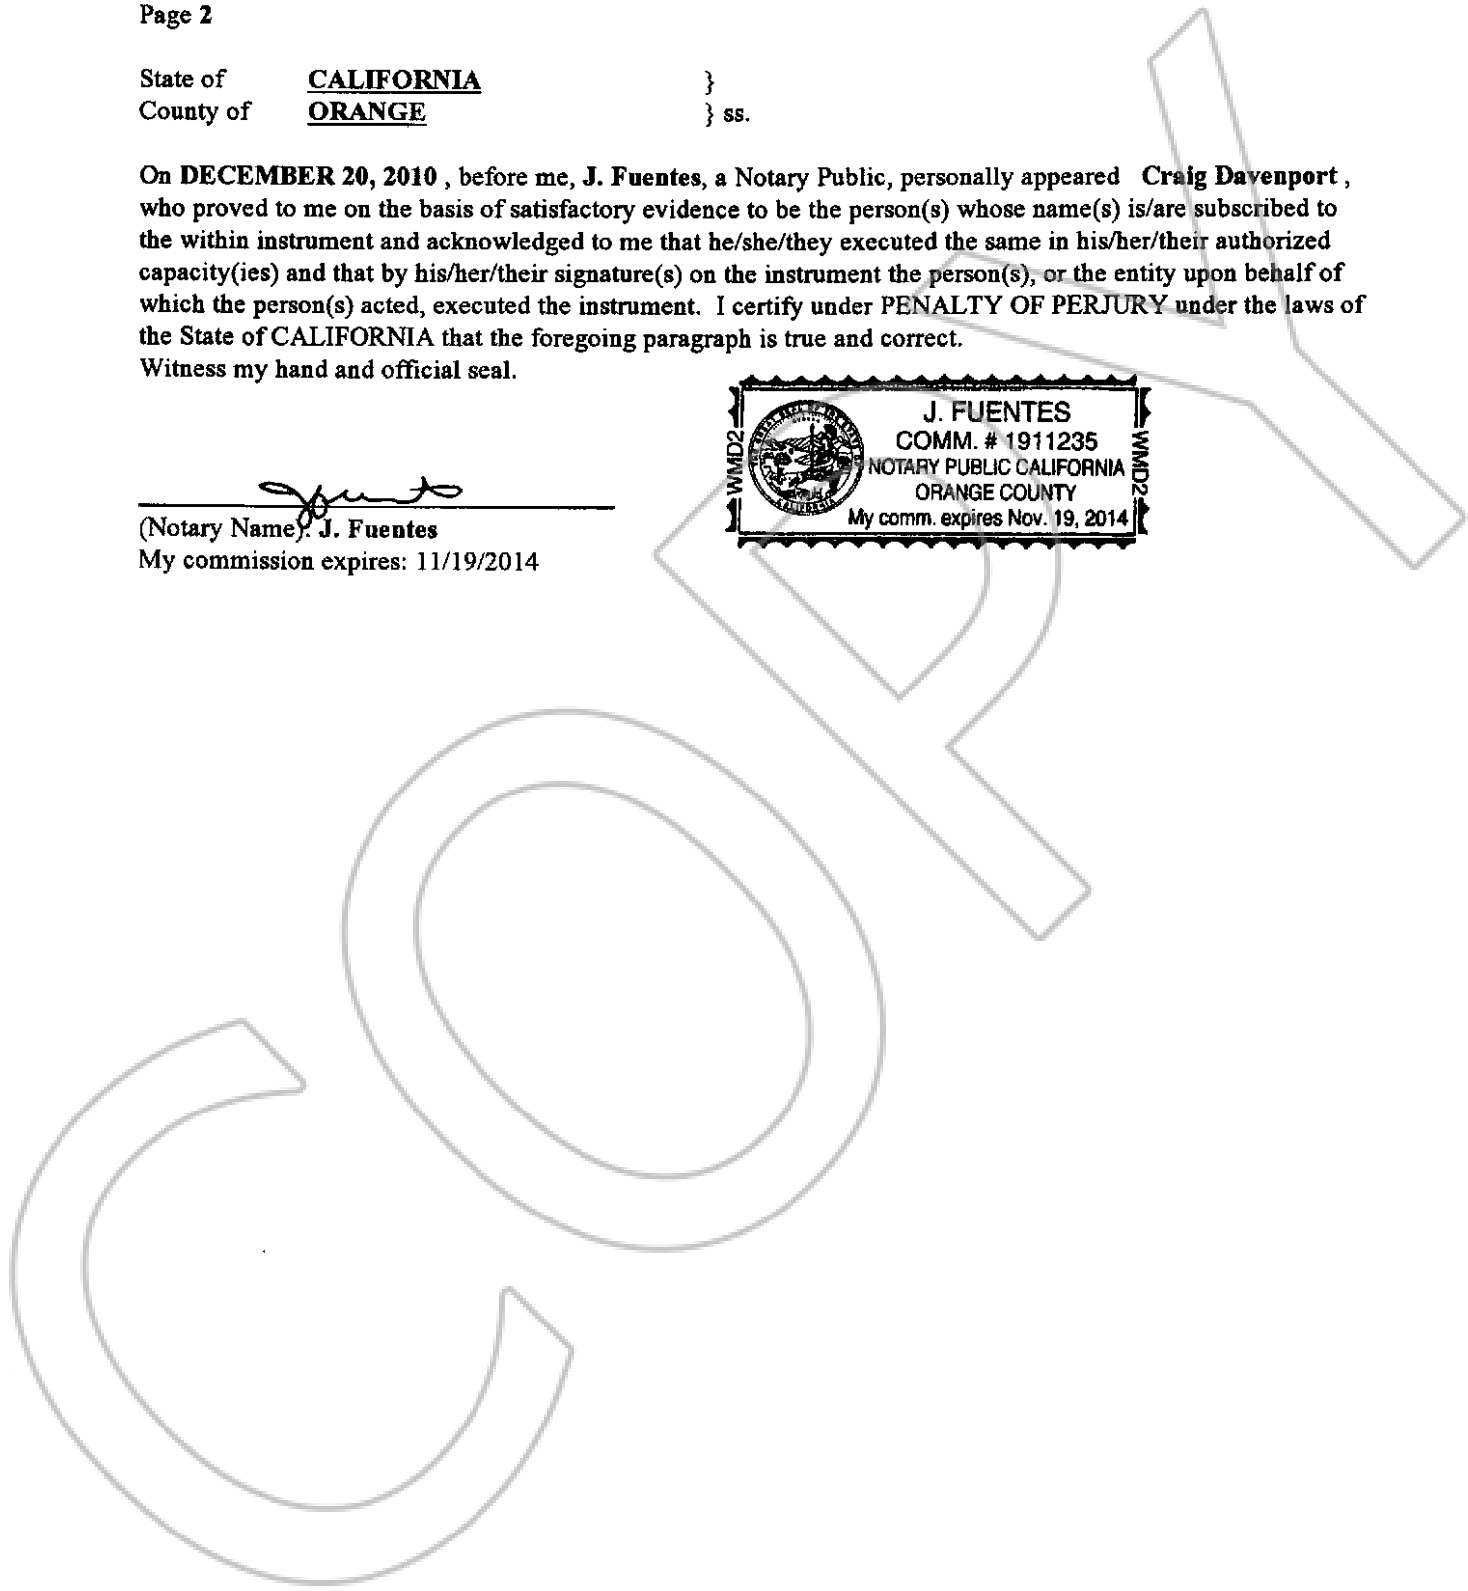 Page 2
State of CALIFORNIA }
County of ORANGE } ss.
On DECEMBER 20, 2010 , before me, J. Fuentes, a Notary Public, personally appeared Craig Davenport ,
who proved to me on the basis of satisfactory evidence to be the person(s) whose name(s) is/are subscribed to
the within instrument and acknowledged to me that he/she/they executed the same in his/her/their authorized
capacity(ies) and that by his/her/their signature(s) on the instrument the person(s), or the entity upon behalf of
which the person(s) acted, executed the instrument. I certify under PENALTY OF PERJURY under the laws of
the State of CALIFORNIA that the foregoing paragraph is true and correct.
Witness my hand and official seal.
J. FUENTES
COMM. # 1911235
NOTARY PUBLIC CALIFORNIA
ORANGE COUNTY
My comm. expires Nov. 19, 2014
WMD2
WMD2
(Notary Name): J. Fuentes
My commission expires: 11/19/2014
COPY